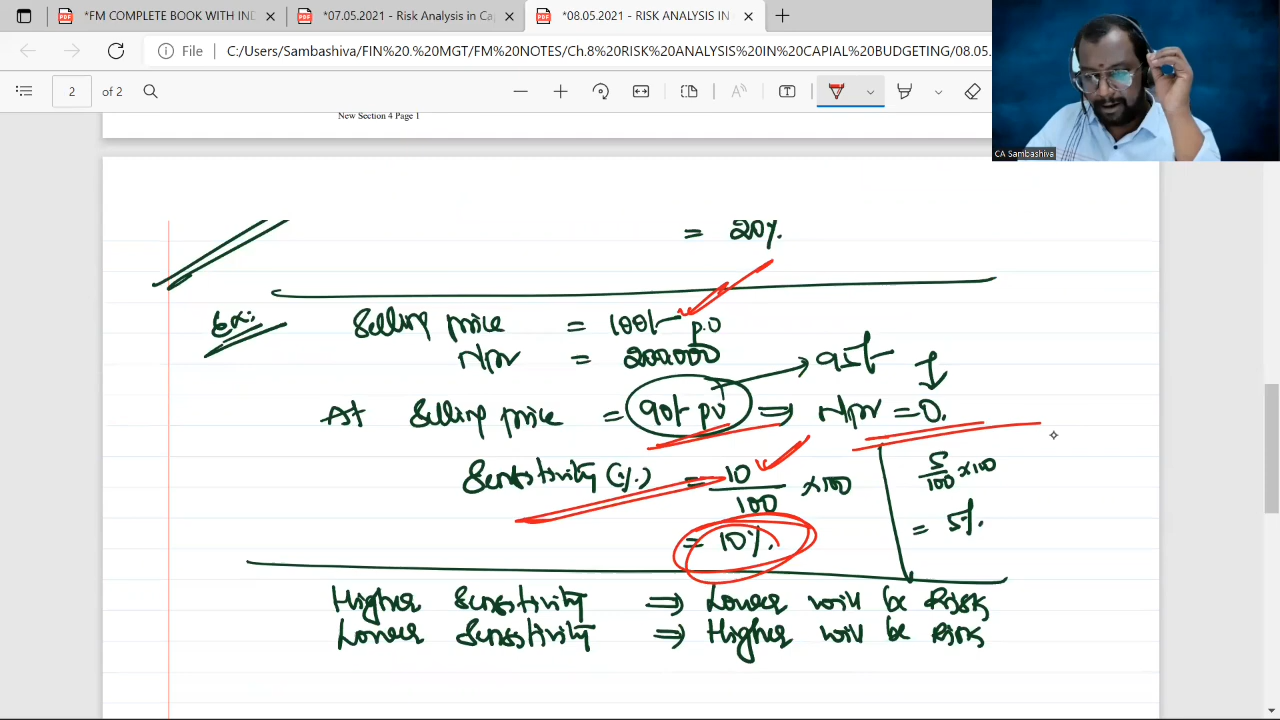 *FM COMPLETE BOOK WITH IND
*07.05.2021 - Risk Analysis in Ca
*08.05.2021 - RISK ANALYSIS IN
File
C:/Users/Sambashiva/FIN%20.%20MGT/FM%20NOTES/Ch.8%20RISK%20ANALYSIS%20IN%20CAPIAL%20BUDGETING/08.05.
2 of 2
CA Sambashiva
New Section 4 Page 1
= 20%.
Ex:
Selling price = 100/- p.u
NPV = 200000
95/-
At Selling price = 90/- pu ⇒ NPV = 0.
Sensitivity (%) = 10/100 ×100
= 10%.
5/100 ×100
= 5%.
Higher Sensitivity ⇒ Lower will be Risk
Lower Sensitivity ⇒ Higher will be Risk